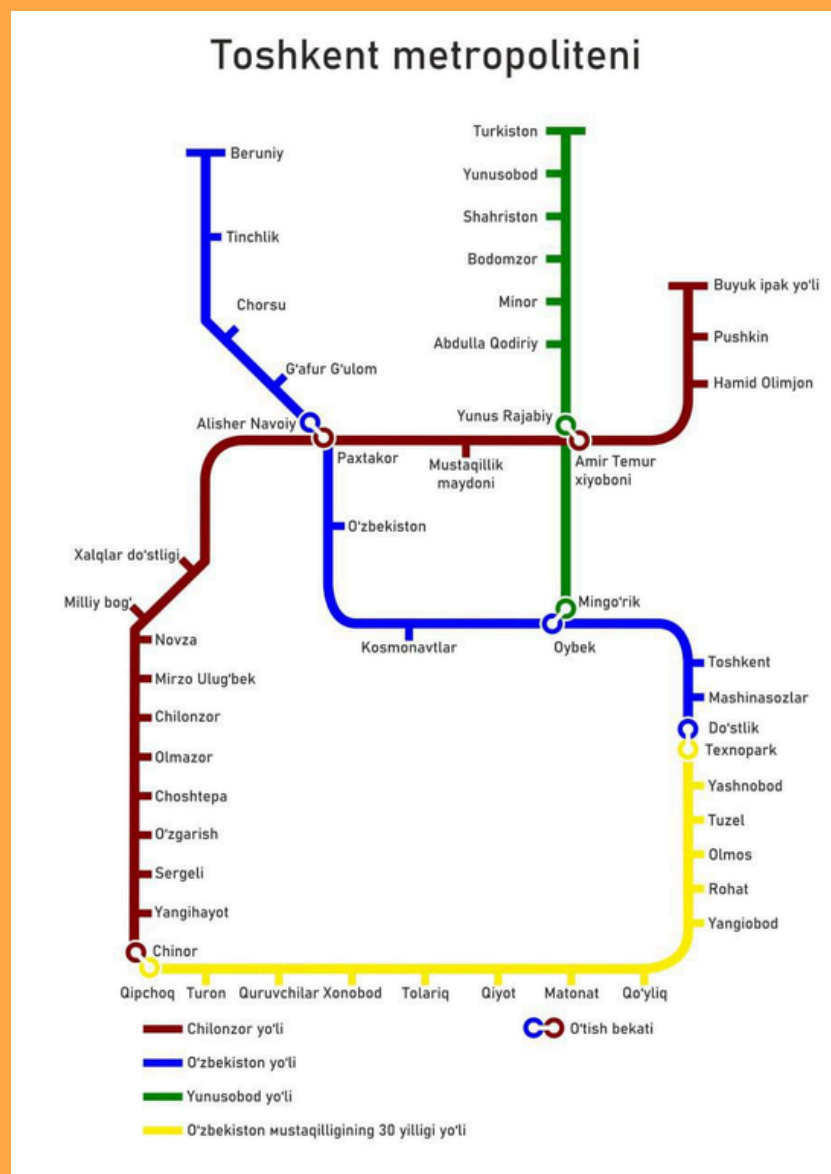 Toshkent metropoliteni
Turkiston
Beruniy
Yunusobod
Shahriston
Tinchlik
Bodomzor
Buyuk ipak yo‘li
Minor
Chorsu
Pushkin
Abdulla Qodiriy
G‘afur G‘ulom
Hamid Olimjon
Yunus Rajabiy
Alisher Navoiy
Paxtakor
Mustaqillik
maydoni
Amir Temur
xiyoboni
O‘zbekiston
Xalqlar do‘stligi
Milliy bog‘
Mingo‘rik
Novza
Kosmonavtlar
Oybek
Toshkent
Mirzo Ulug‘bek
Mashinasozlar
Chilonzor
Do‘stlik
Texnopark
Olmazor
Yashnobod
Choshtepa
Tuzel
O‘zgarish
Olmos
Sergeli
Rohat
Yangihayot
Yangiobod
Chinor
Qipchoq
Turon
Quruvchilar
Xonobod
Tolariq
Qiyot
Matonat
Qo‘yliq
Chilonzor yo‘li
O‘tish bekati
O‘zbekiston yo‘li
Yunusobod yo‘li
O‘zbekiston мustaqilligining 30 yilligi yo‘li